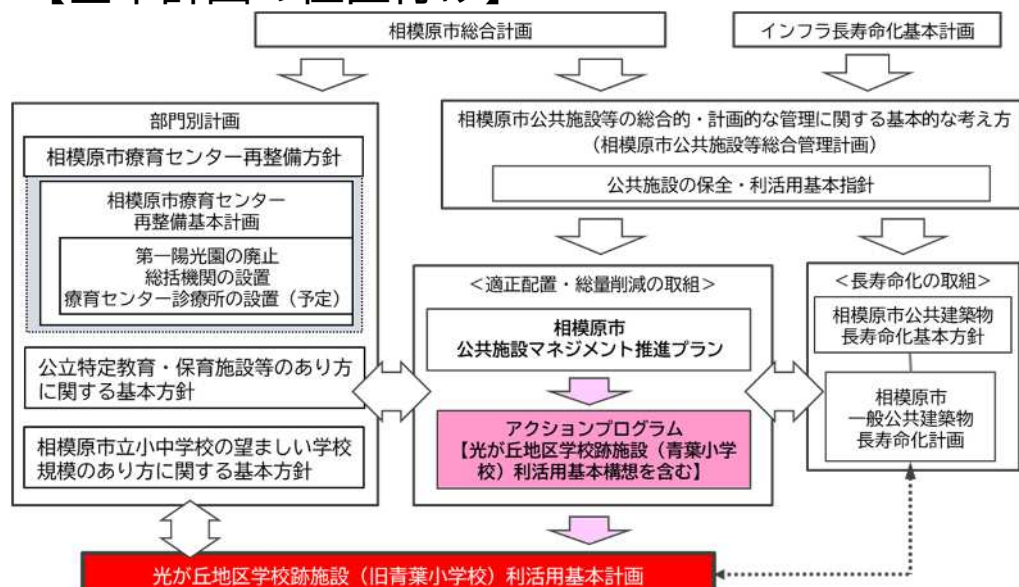 【基本計画の位置付け】
相模原市総合計画
インフラ長寿命化基本計画
部門別計画
相模原市療育センター再整備方針
相模原市療育センター
再整備基本計画
第一陽光園の廃止
総括機関の設置
療育センター診療所の設置（予定）
公立特定教育・保育施設等のあり方
に関する基本方針
相模原市立小中学校の望ましい学校
規模のあり方に関する基本方針
相模原市公共施設等の総合的・計画的な管理に関する基本的な考え方
（相模原市公共施設等総合管理計画）
公共施設の保全・利活用基本指針
＜適正配置・総量削減の取組＞
相模原市
公共施設マネジメント推進プラン
アクションプログラム
【光が丘地区学校跡施設（青葉小学
校）利活用基本構想を含む】
＜長寿命化の取組＞
相模原市公共建築物
長寿命化基本方針
相模原市
一般公共建築物
長寿命化計画
光が丘地区学校跡施設（旧青葉小学校）利活用基本計画